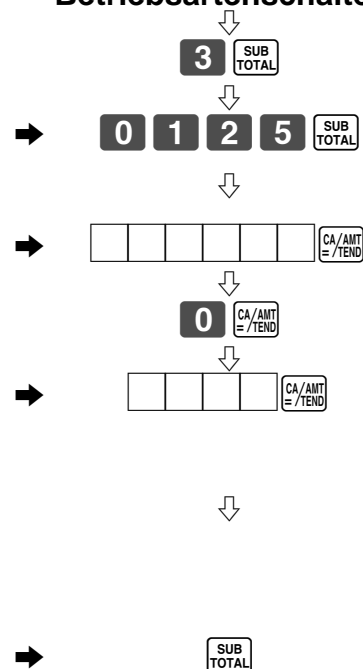 Betriebsartenschalte
3 SUB TOTAL
0 1 2 5 SUB TOTAL
CA/AMT = /TEND
0 CA/AMT = /TEND
CA/AMT = /TEND
SUB TOTAL